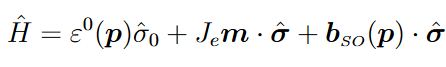 Ĥ = ε⁰(𝒑)σ̂₀ + Jₑ𝒎 · 𝝈̂ + 𝒃_SO(𝒑) · 𝝈̂